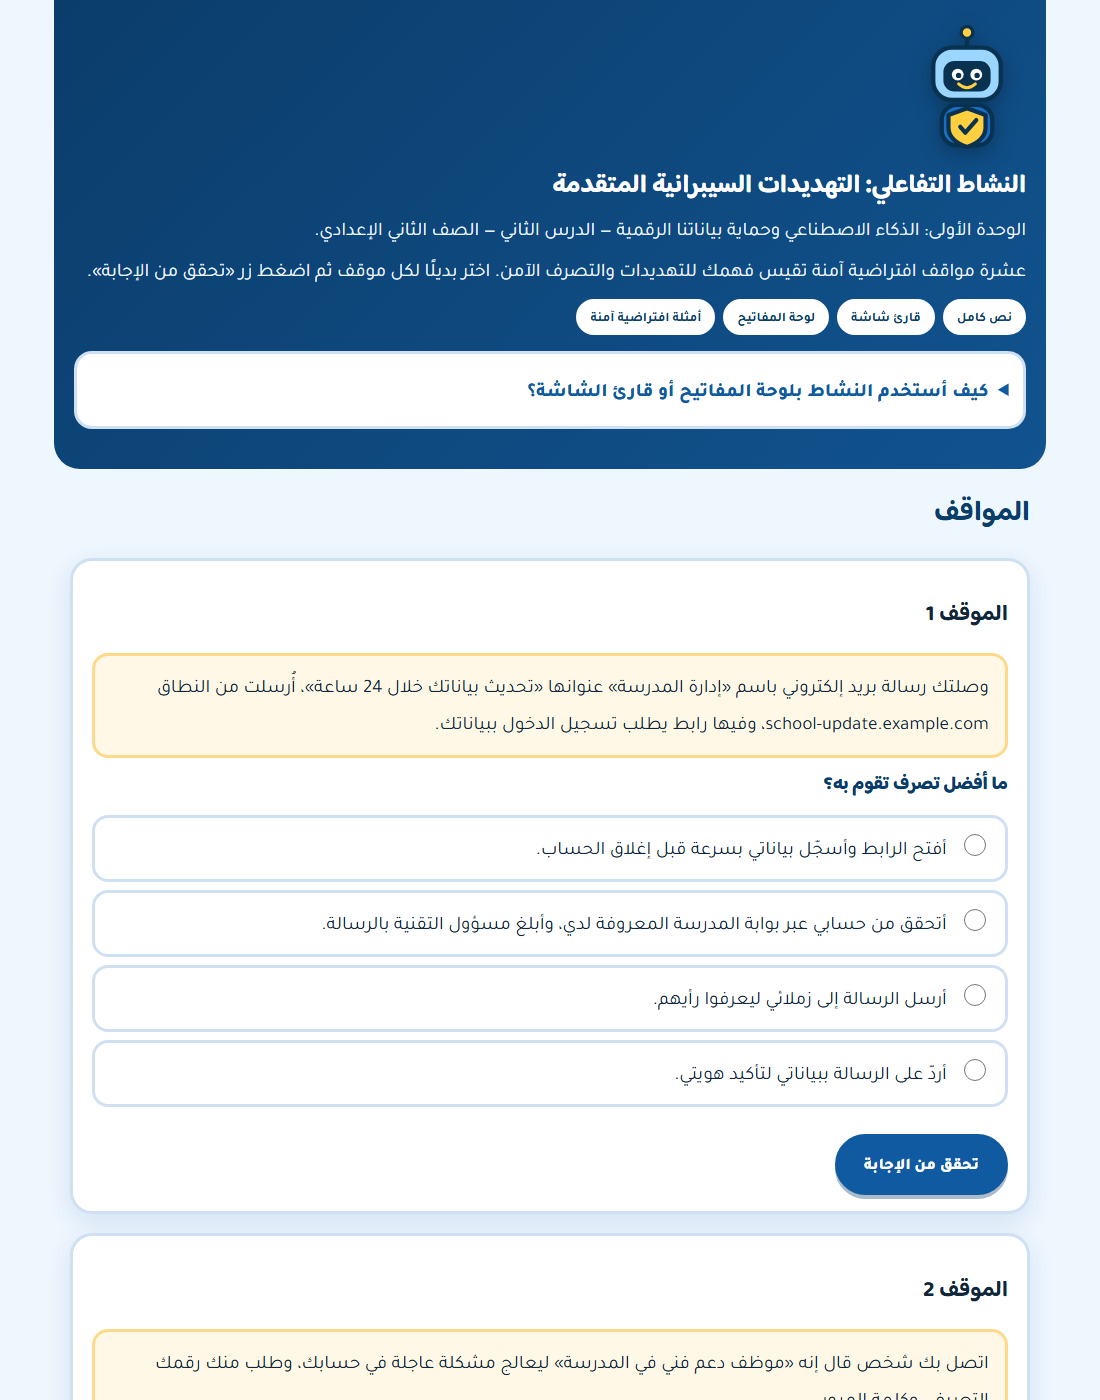 النشاط التفاعلي: التهديدات السيبرانية المتقدمة
الوحدة الأولى: الذكاء الاصطناعي وحماية بياناتنا الرقمية – الدرس الثاني – الصف الثاني الإعدادي.
عشرة مواقف افتراضية آمنة تقيس فهمك للتهديدات والتصرف الآمن. اختر بديلًا لكل موقف ثم اضغط زر «تحقق من الإجابة».
نص كامل
قارئ شاشة
لوحة المفاتيح
أمثلة افتراضية آمنة
كيف أستخدم النشاط بلوحة المفاتيح أو قارئ الشاشة؟
المواقف
الموقف 1
وصلتك رسالة بريد إلكتروني باسم «إدارة المدرسة» عنوانها «تحديث بياناتك خلال 24 ساعة»، أُرسلت من النطاق
school-update.example.com، وفيها رابط يطلب تسجيل الدخول ببياناتك.
ما أفضل تصرف تقوم به؟
أفتح الرابط وأسجّل بياناتي بسرعة قبل إغلاق الحساب.
أتحقق من حسابي عبر بوابة المدرسة المعروفة لدي، وأبلغ مسؤول التقنية بالرسالة.
أرسل الرسالة إلى زملائي ليعرفوا رأيهم.
أردّ على الرسالة ببياناتي لتأكيد هويتي.
تحقق من الإجابة
الموقف 2
اتصل بك شخص قال إنه «موظف دعم فني في المدرسة» ليعالج مشكلة عاجلة في حسابك، وطلب منك رقمك